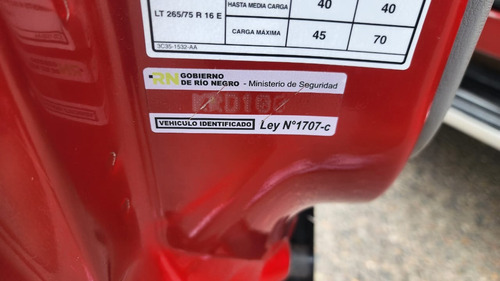 HASTA MEDIA CARGA 40 40
LT 265/75 R 16 E
CARGA MÁXIMA 45 70
3C35-1532-AA
RN GOBIERNO DE RÍO NEGRO - Ministerio de Seguridad
VEHICULO IDENTIFICADO Ley N°1707-c